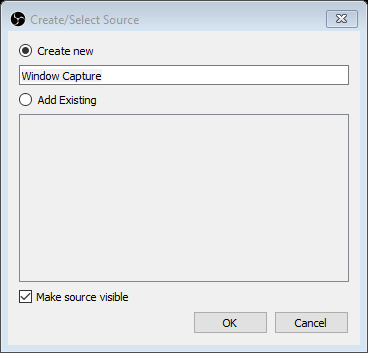 Create/Select Source
Create new
Window Capture
Add Existing
Make source visible
OK
Cancel